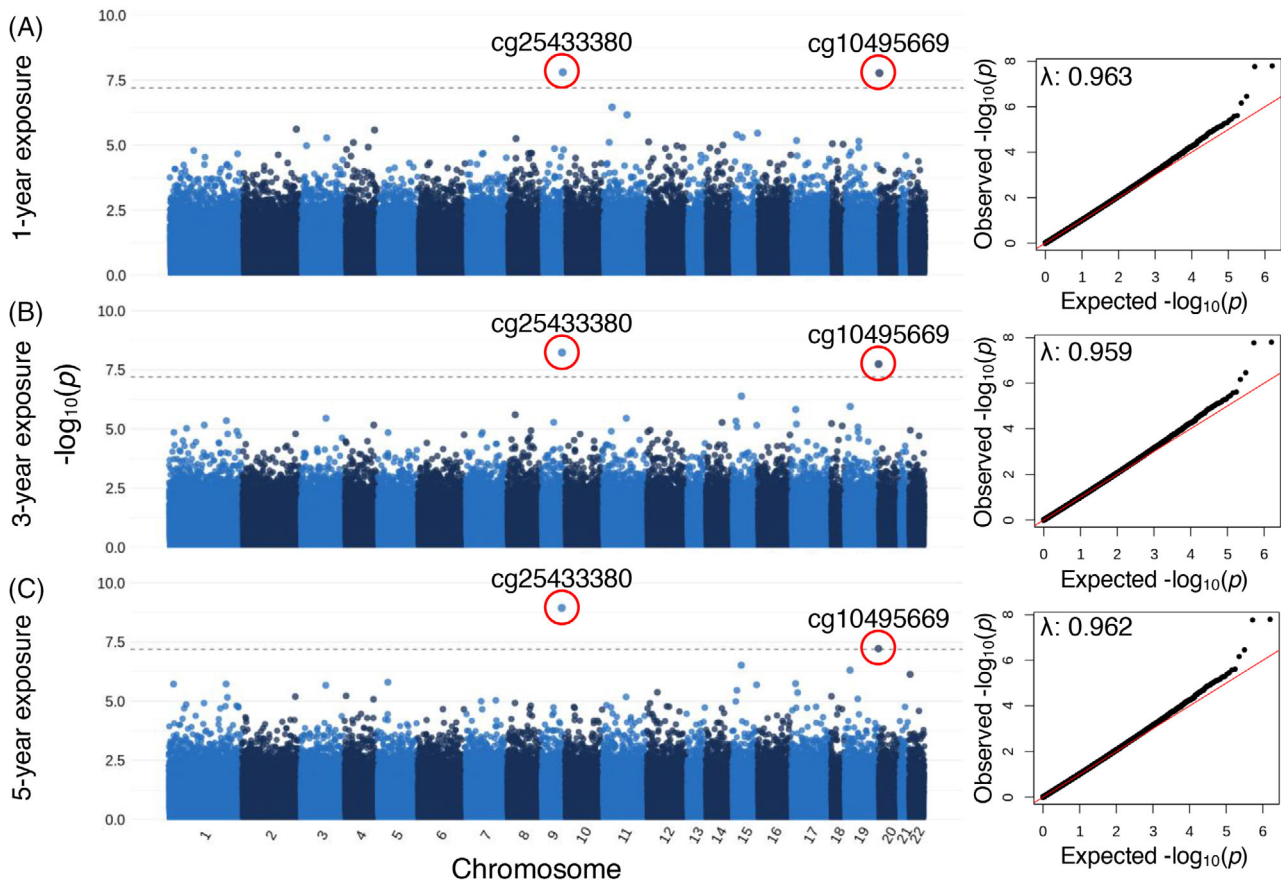 (A)
1-year exposure
10.0
7.5
5.0
2.5
0.0
cg25433380
cg10495669
λ: 0.963
Observed -log10(p)
8
6
4
2
0
0 1 2 3 4 5 6
Expected -log10(p)
(B)
3-year exposure
-log10(p)
10.0
7.5
5.0
2.5
0.0
cg25433380
cg10495669
λ: 0.959
Observed -log10(p)
8
6
4
2
0
0 1 2 3 4 5 6
Expected -log10(p)
(C)
5-year exposure
10.0
7.5
5.0
2.5
0.0
cg25433380
cg10495669
1 2 3 4 5 6 7 8 9 10 11 12 13 14 15 16 17 18 19 20 21 22
Chromosome
λ: 0.962
Observed -log10(p)
8
6
4
2
0
0 1 2 3 4 5 6
Expected -log10(p)